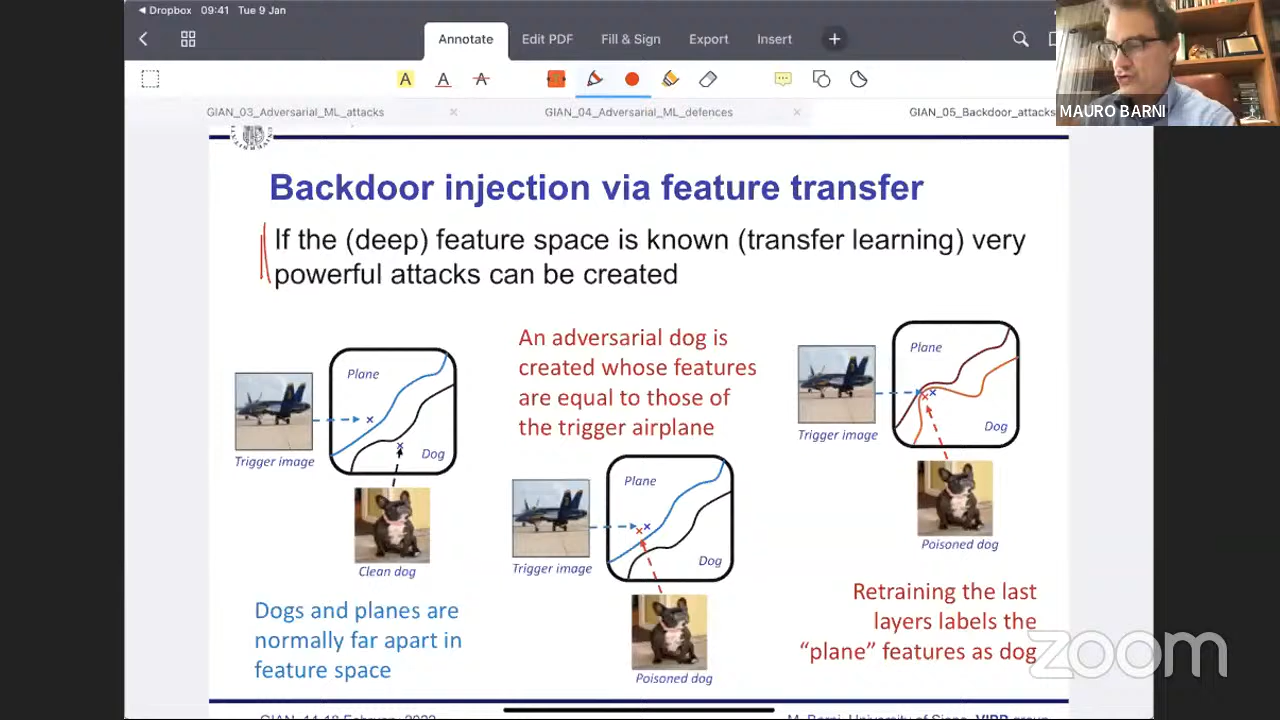 Dropbox 09:41 Tue 9 Jan
Annotate Edit PDF Fill & Sign Export Insert
A A A
GIAN_03_Adversarial_ML_attacks
GIAN_04_Adversarial_ML_defences
GIAN_05_Backdoor_attacks
MAURO BARNI
Backdoor injection via feature transfer
If the (deep) feature space is known (transfer learning) very
powerful attacks can be created
Plane
Dog
Trigger image
Clean dog
Dogs and planes are
normally far apart in
feature space
An adversarial dog is
created whose features
are equal to those of
the trigger airplane
Plane
Dog
Trigger image
Poisoned dog
Plane
Dog
Trigger image
Poisoned dog
Retraining the last
layers labels the
“plane” features as dog
zoom